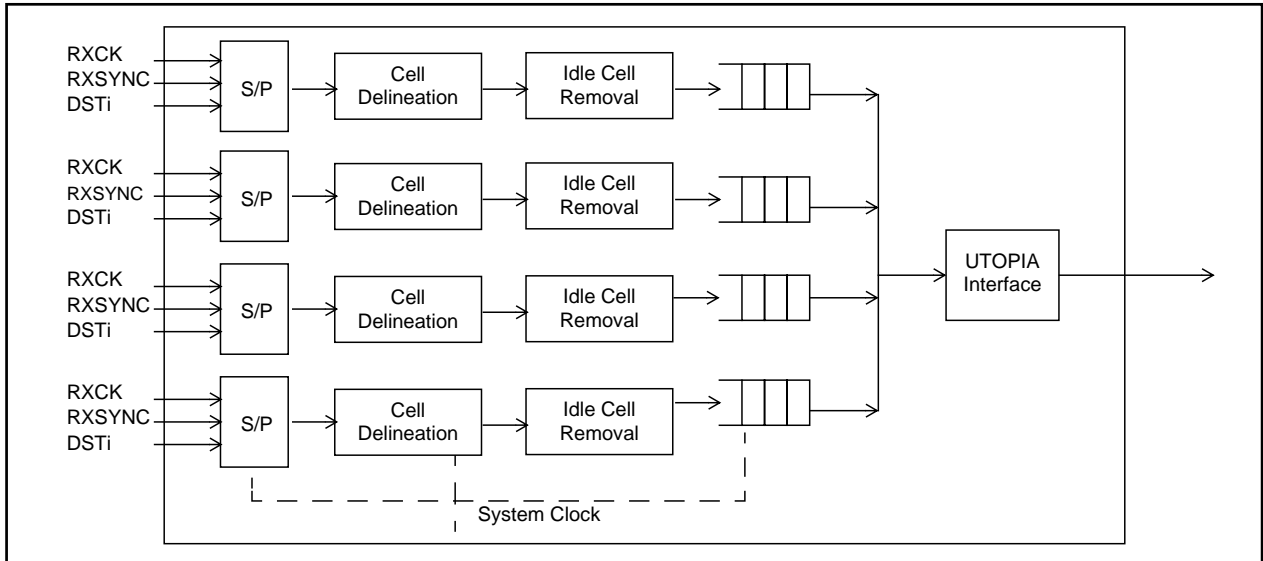 RXCK
RXSYNC
DSTi
S/P
Cell
Delineation
Idle Cell
Removal
RXCK
RXSYNC
DSTi
S/P
Cell
Delineation
Idle Cell
Removal
UTOPIA
Interface
RXCK
RXSYNC
DSTi
S/P
Cell
Delineation
Idle Cell
Removal
RXCK
RXSYNC
DSTi
S/P
Cell
Delineation
Idle Cell
Removal
System Clock